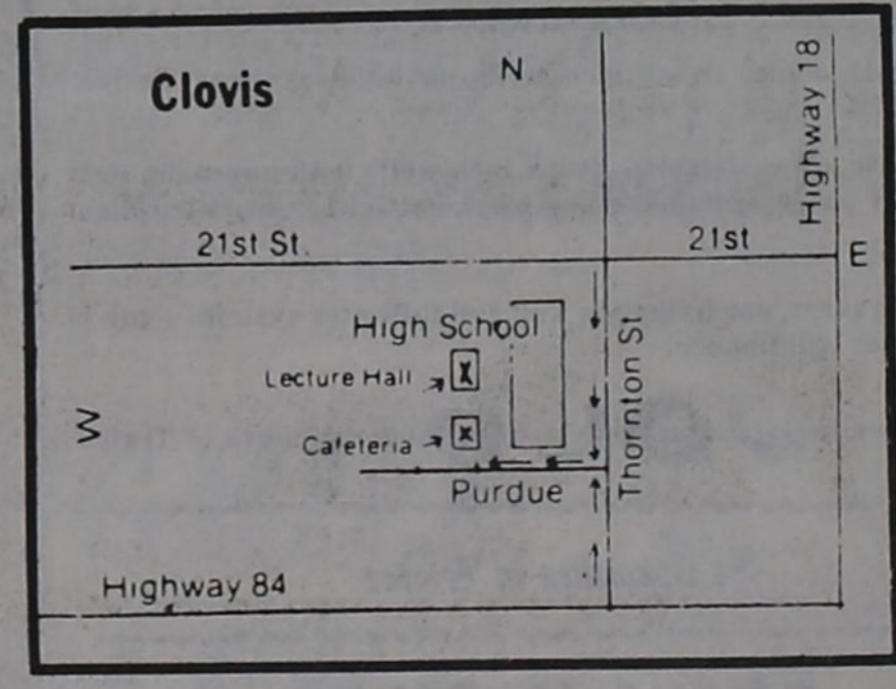 N
Clovis
Highway 18
21st St.
21st
E
High School
Thornton St
Lecture Hall
X
W
Cafeteria
X
Purdue
Highway 84